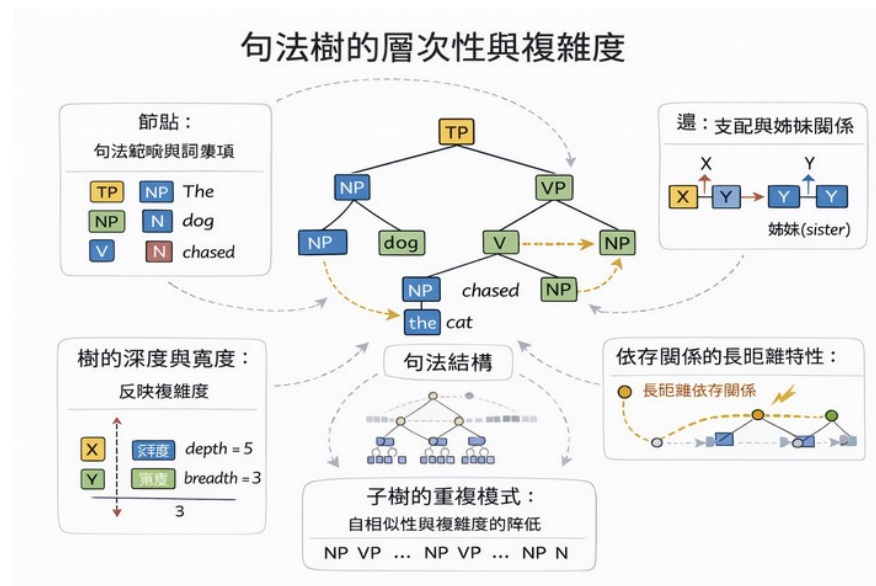 句法樹的層次性與複雜度
節點：
句法範疇與詞彙項
TP NP The
NP N dog
V N chased
TP
NP VP
NP dog V NP
NP chased NP
the cat
句法結構
邊：支配與姊妹關係
X Y
X Y Y Y
姊妹(sister)
樹的深度與寬度：
反映複雜度
X depth = 5
Y 寬度 breadth = 3
3
依存關係的長距離特性：
長距離依存關係
子樹的重複模式：
自相似性與複雜度的降低
NP VP … NP VP … NP N